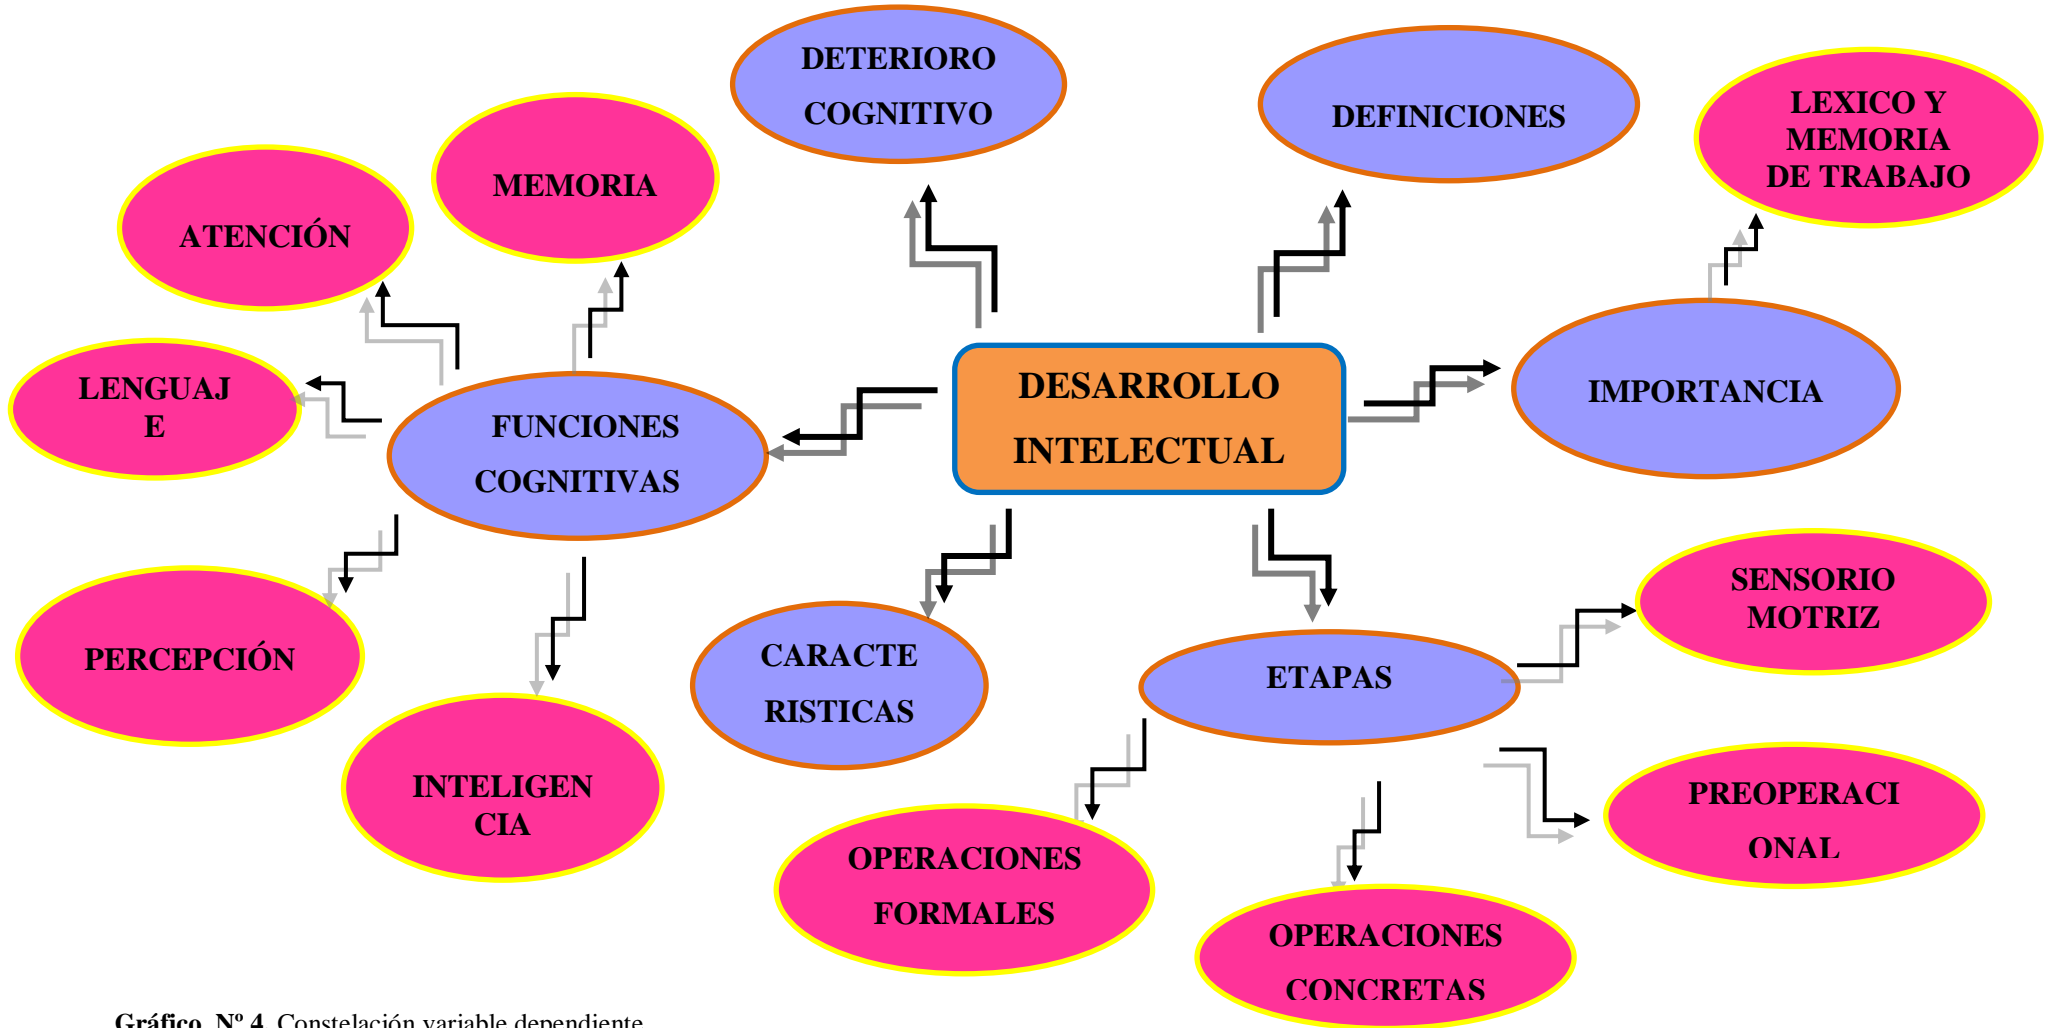 DETERIORO
COGNITIVO
DEFINICIONES
LEXICO Y
MEMORIA
DE TRABAJO
MEMORIA
ATENCIÓN
LENGUAJ
E
FUNCIONES
COGNITIVAS
DESARROLLO
INTELECTUAL
IMPORTANCIA
PERCEPCIÓN
INTELIGEN
CIA
CARACTE
RISTICAS
ETAPAS
SENSORIO
MOTRIZ
PREOPERACI
ONAL
OPERACIONES
FORMALES
OPERACIONES
CONCRETAS
Gráfico Nº 4 Constelación variable dependiente